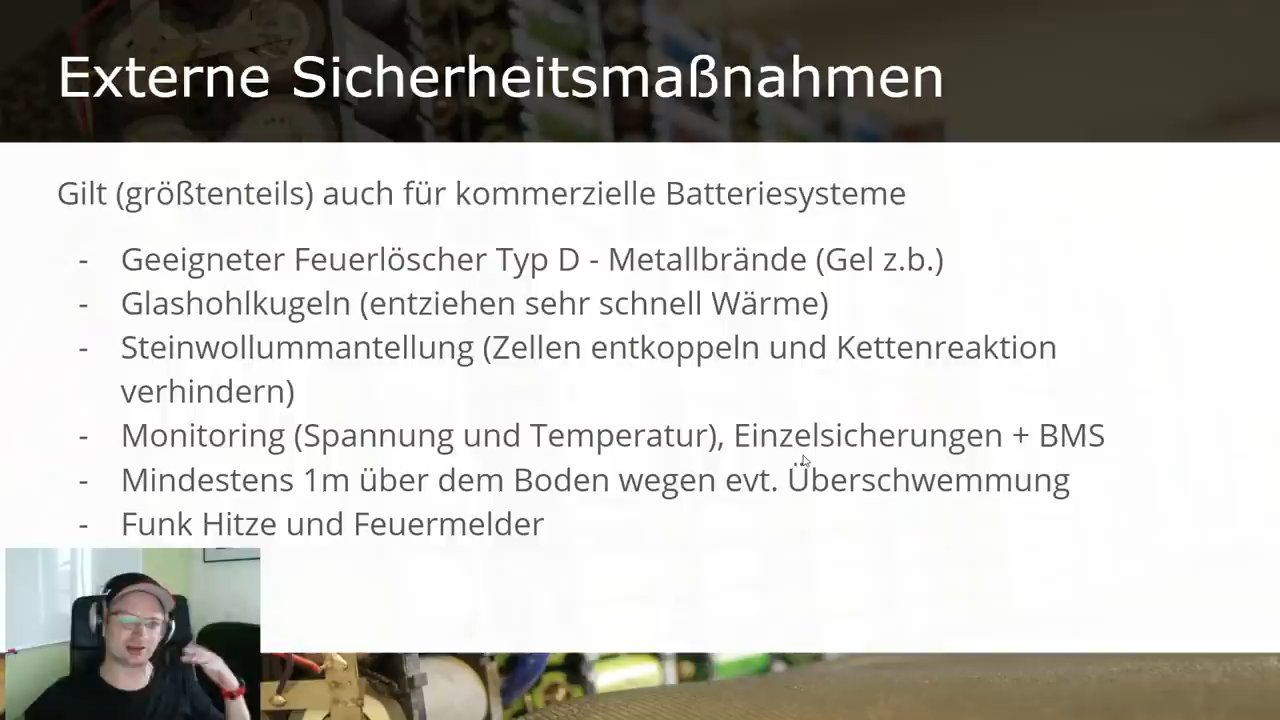 Externe Sicherheitsmaßnahmen
Gilt (größtenteils) auch für kommerzielle Batteriesysteme
- Geeigneter Feuerlöscher Typ D - Metallbrände (Gel z.b.)
- Glashohlkugeln (entziehen sehr schnell Wärme)
- Steinwollummantellung (Zellen entkoppeln und Kettenreaktion
verhindern)
- Monitoring (Spannung und Temperatur), Einzelsicherungen + BMS
- Mindestens 1m über dem Boden wegen evt. Überschwemmung
- Funk Hitze und Feuermelder